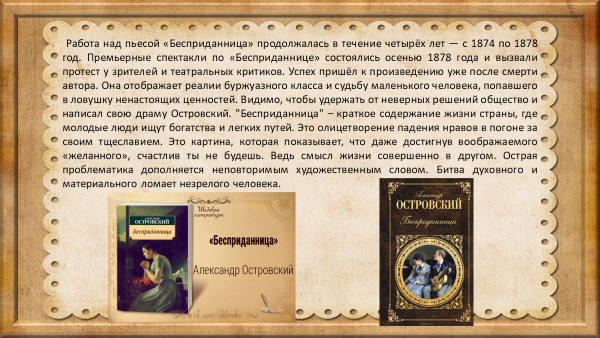 Работа над пьесой «Бесприданница» продолжалась в течение четырёх лет — с 1874 по 1878
год. Премьерные спектакли по «Бесприданнице» состоялись осенью 1878 года и вызвали
протест у зрителей и театральных критиков. Успех пришёл к произведению уже после смерти
автора. Она отображает реалии буржуазного класса и судьбу маленького человека, попавшего
в ловушку ненастоящих ценностей. Видимо, чтобы удержать от неверных решений общество и
написал свою драму Островский. "Бесприданница" – краткое содержание жизни страны, где
молодые люди ищут богатства и легких путей. Это олицетворение падения нравов в погоне за
своим тщеславием. Это картина, которая показывает, что даже достигнув воображаемого
«желанного», счастлив ты не будешь. Ведь смысл жизни совершенно в другом. Острая
проблематика дополняется неповторимым художественным словом. Битва духовного и
материального ломает незрелого человека.
ОСТРОВСКИЙ
Бесприданница
Шедевры
литературы
«Бесприданница»
Александр Островский
Александр
ОСТРОВСКИЙ
Бесприданница